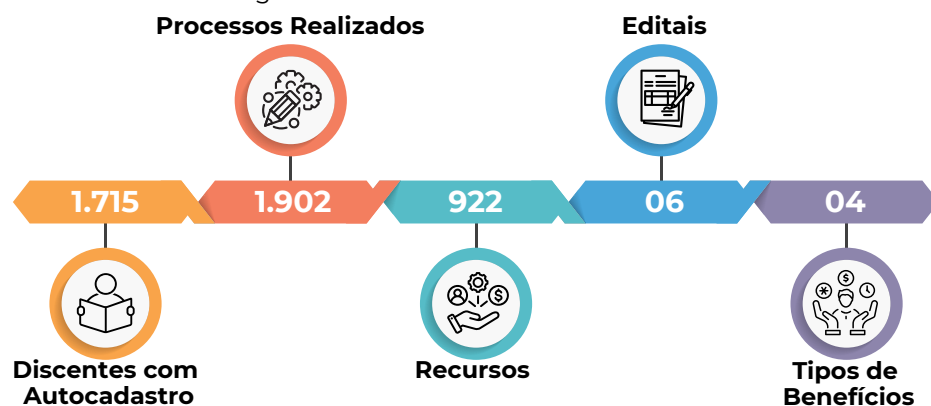 Processos Realizados
Editais
1.715
1.902
922
06
04
Discentes com
Autocadastro
Recursos
Tipos de
Benefícios